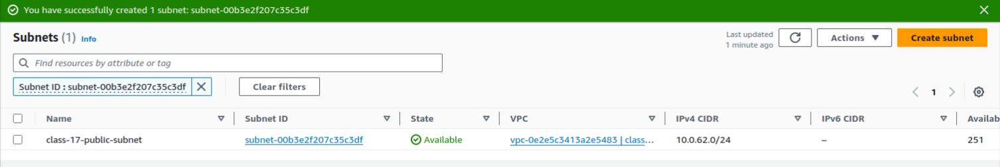 You have successfully created 1 subnet: subnet-00b3e2f207c35c3df
Subnets (1) Info
Last updated
1 minute ago
Actions
Create subnet
Find resources by attribute or tag
Subnet ID : subnet-00b3e2f207c35c3df
Clear filters
1
Name Subnet ID State VPC IPv4 CIDR IPv6 CIDR Availab
class-17-public-subnet subnet-00b3e2f207c35c3df Available vpc-0e2e5c3413a2e5483 | class... 10.0.62.0/24 – 251